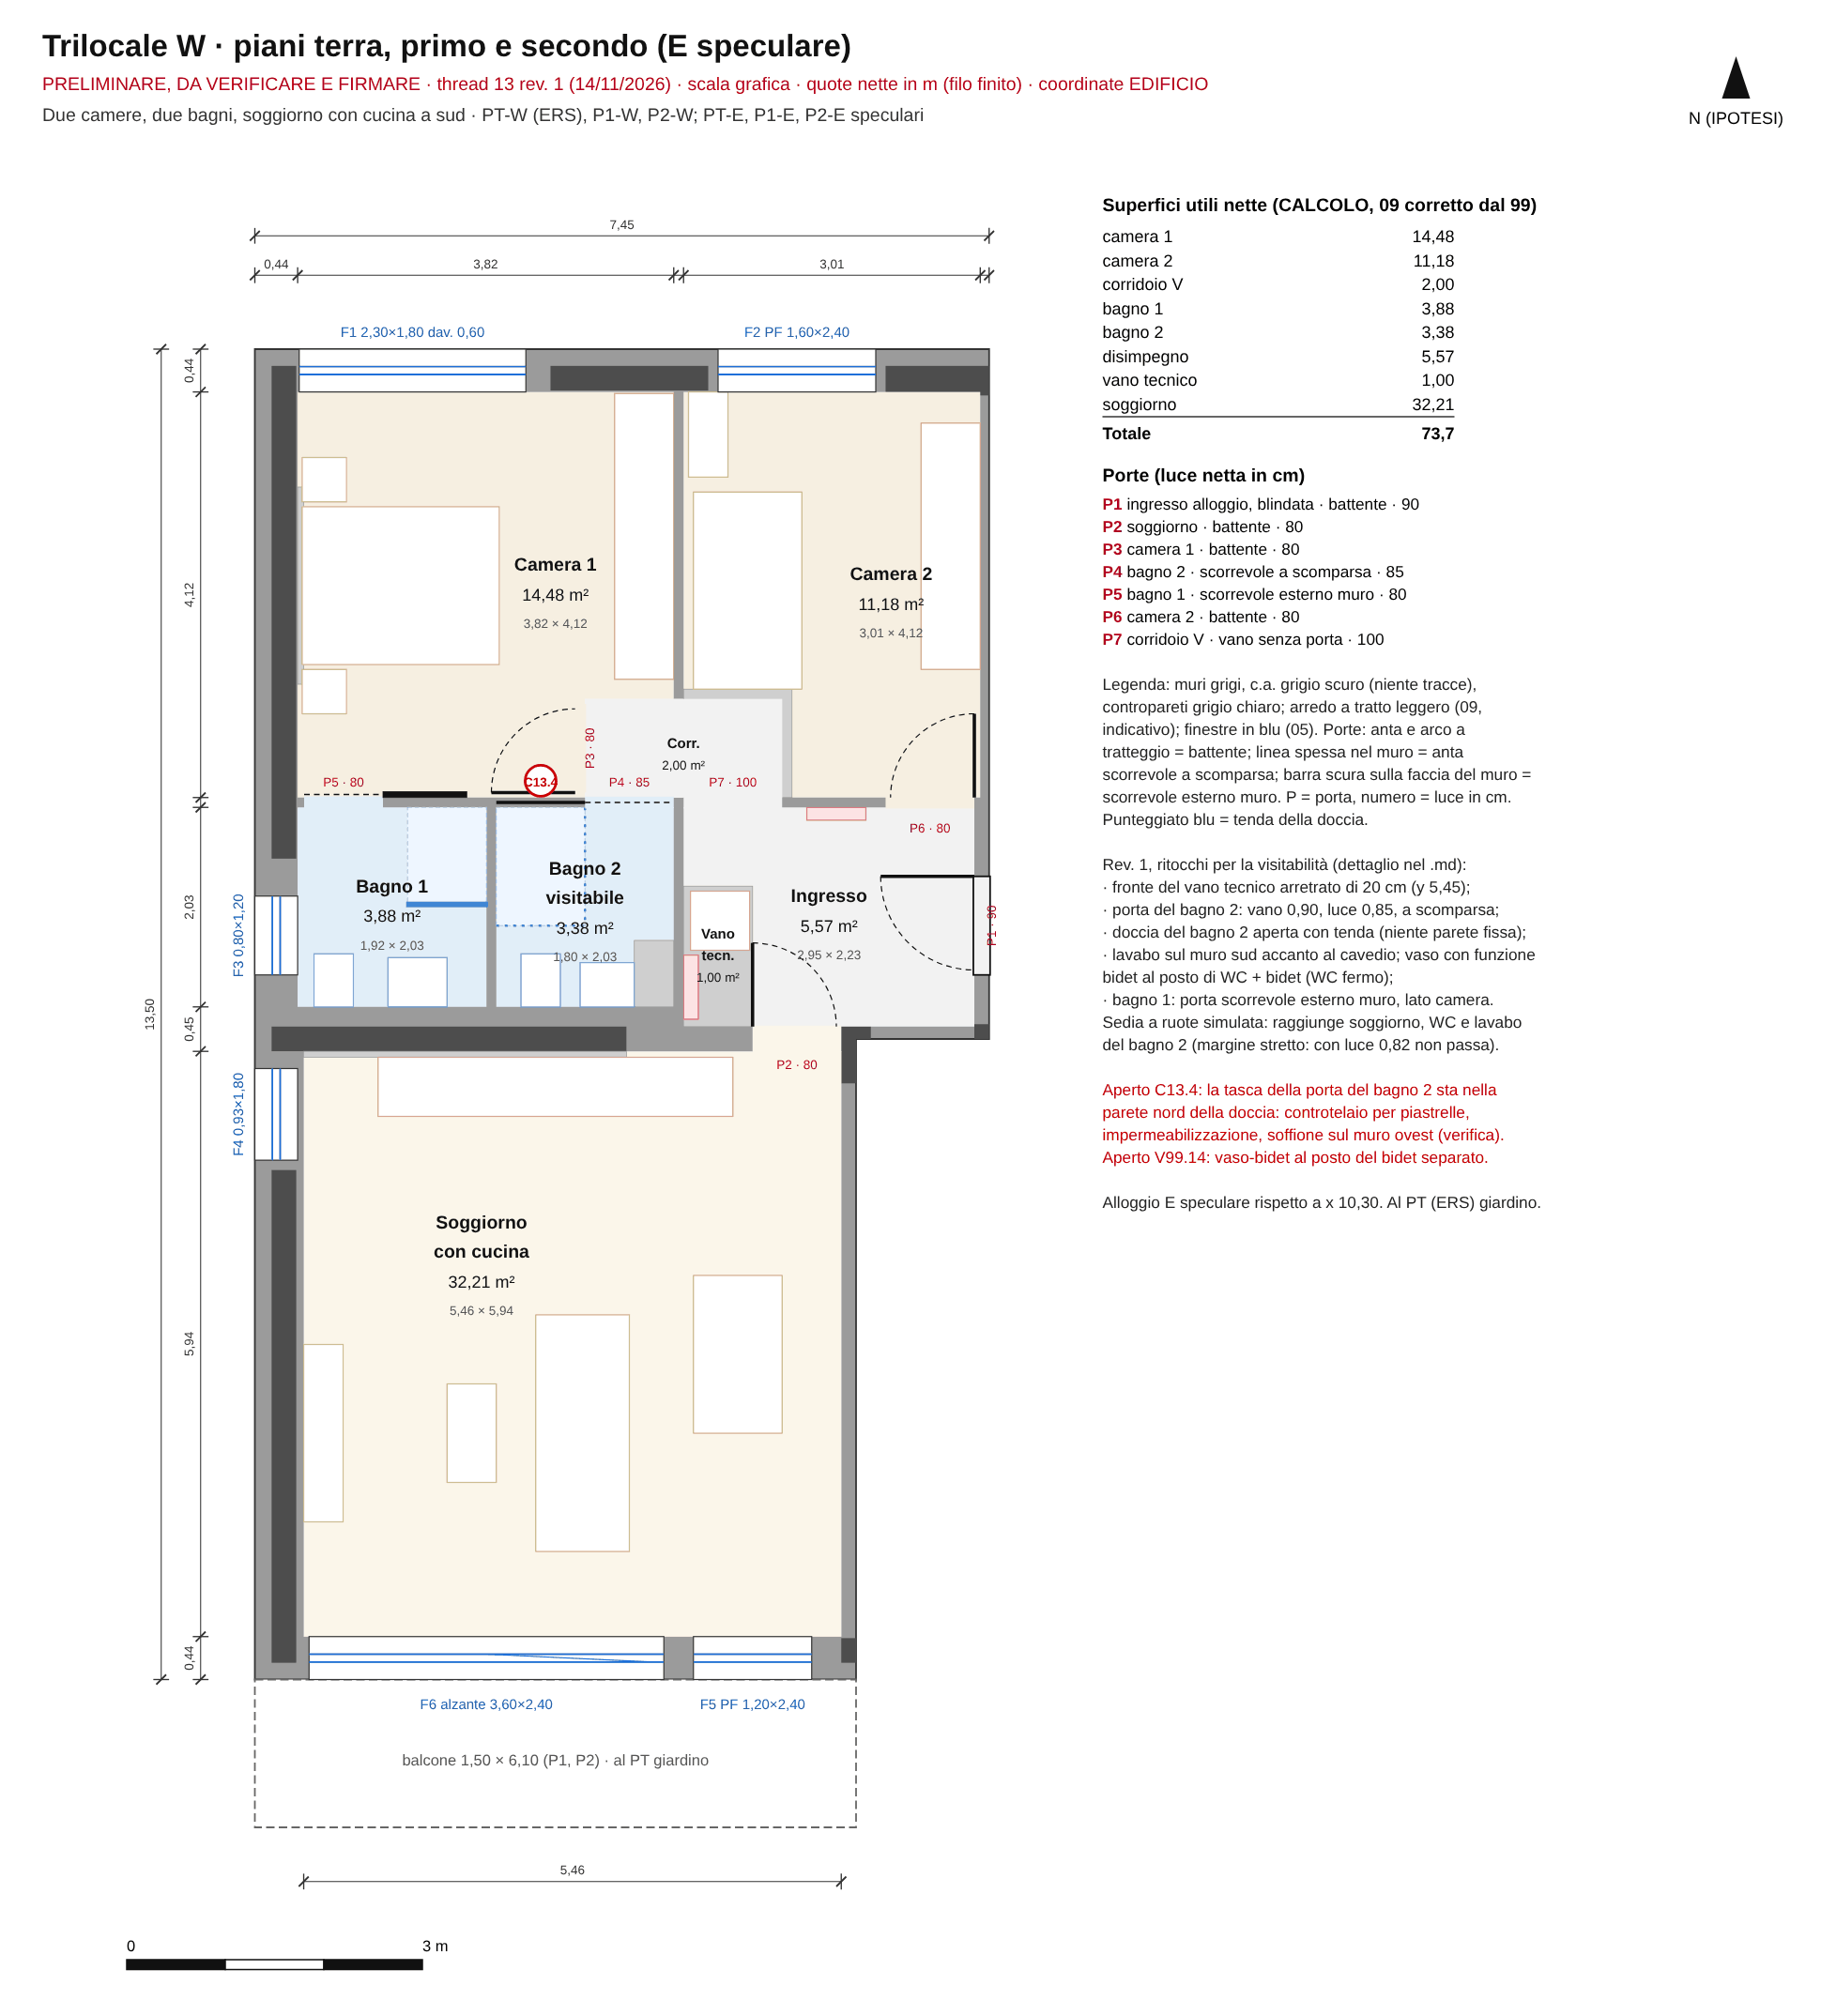 Trilocale W · piani terra, primo e secondo (E speculare)
PRELIMINARE, DA VERIFICARE E FIRMARE · thread 13 rev. 1 (14/11/2026) · scala grafica · quote nette in m (filo finito) · coordinate EDIFICIO
Due camere, due bagni, soggiorno con cucina a sud · PT-W (ERS), P1-W, P2-W; PT-E, P1-E, P2-E speculari
N (IPOTESI)
7,45
0,44
3,82
3,01
F1 2,30×1,80 dav. 0,60
F2 PF 1,60×2,40
0,44
4,12
2,03
0,45
5,94
0,44
13,50
Camera 1
14,48 m²
3,82 × 4,12
Camera 2
11,18 m²
3,01 × 4,12
P3 · 80
Corr.
2,00 m²
P5 · 80
C13.4
P4 · 85
P7 · 100
P6 · 80
Bagno 1
3,88 m²
1,92 × 2,03
Bagno 2
visitabile
3,38 m²
1,80 × 2,03
Vano
tecn.
1,00 m²
Ingresso
5,57 m²
2,95 × 2,23
P1 · 90
F3 0,80×1,20
F4 0,93×1,80
P2 · 80
Soggiorno
con cucina
32,21 m²
5,46 × 5,94
F6 alzante 3,60×2,40
F5 PF 1,20×2,40
balcone 1,50 × 6,10 (P1, P2) · al PT giardino
5,46
0
3 m
Superfici utili nette (CALCOLO, 09 corretto dal 99)
camera 1 14,48
camera 2 11,18
corridoio V 2,00
bagno 1 3,88
bagno 2 3,38
disimpegno 5,57
vano tecnico 1,00
soggiorno 32,21
Totale 73,7
Porte (luce netta in cm)
P1 ingresso alloggio, blindata · battente · 90
P2 soggiorno · battente · 80
P3 camera 1 · battente · 80
P4 bagno 2 · scorrevole a scomparsa · 85
P5 bagno 1 · scorrevole esterno muro · 80
P6 camera 2 · battente · 80
P7 corridoio V · vano senza porta · 100
Legenda: muri grigi, c.a. grigio scuro (niente tracce),
contropareti grigio chiaro; arredo a tratto leggero (09,
indicativo); finestre in blu (05). Porte: anta e arco a
tratteggio = battente; linea spessa nel muro = anta
scorrevole a scomparsa; barra scura sulla faccia del muro =
scorrevole esterno muro. P = porta, numero = luce in cm.
Punteggiato blu = tenda della doccia.
Rev. 1, ritocchi per la visitabilità (dettaglio nel .md):
· fronte del vano tecnico arretrato di 20 cm (y 5,45);
· porta del bagno 2: vano 0,90, luce 0,85, a scomparsa;
· doccia del bagno 2 aperta con tenda (niente parete fissa);
· lavabo sul muro sud accanto al cavedio; vaso con funzione
bidet al posto di WC + bidet (WC fermo);
· bagno 1: porta scorrevole esterno muro, lato camera.
Sedia a ruote simulata: raggiunge soggiorno, WC e lavabo
del bagno 2 (margine stretto: con luce 0,82 non passa).
Aperto C13.4: la tasca della porta del bagno 2 sta nella
parete nord della doccia: controtelaio per piastrelle,
impermeabilizzazione, soffione sul muro ovest (verifica).
Aperto V99.14: vaso-bidet al posto del bidet separato.
Alloggio E speculare rispetto a x 10,30. Al PT (ERS) giardino.